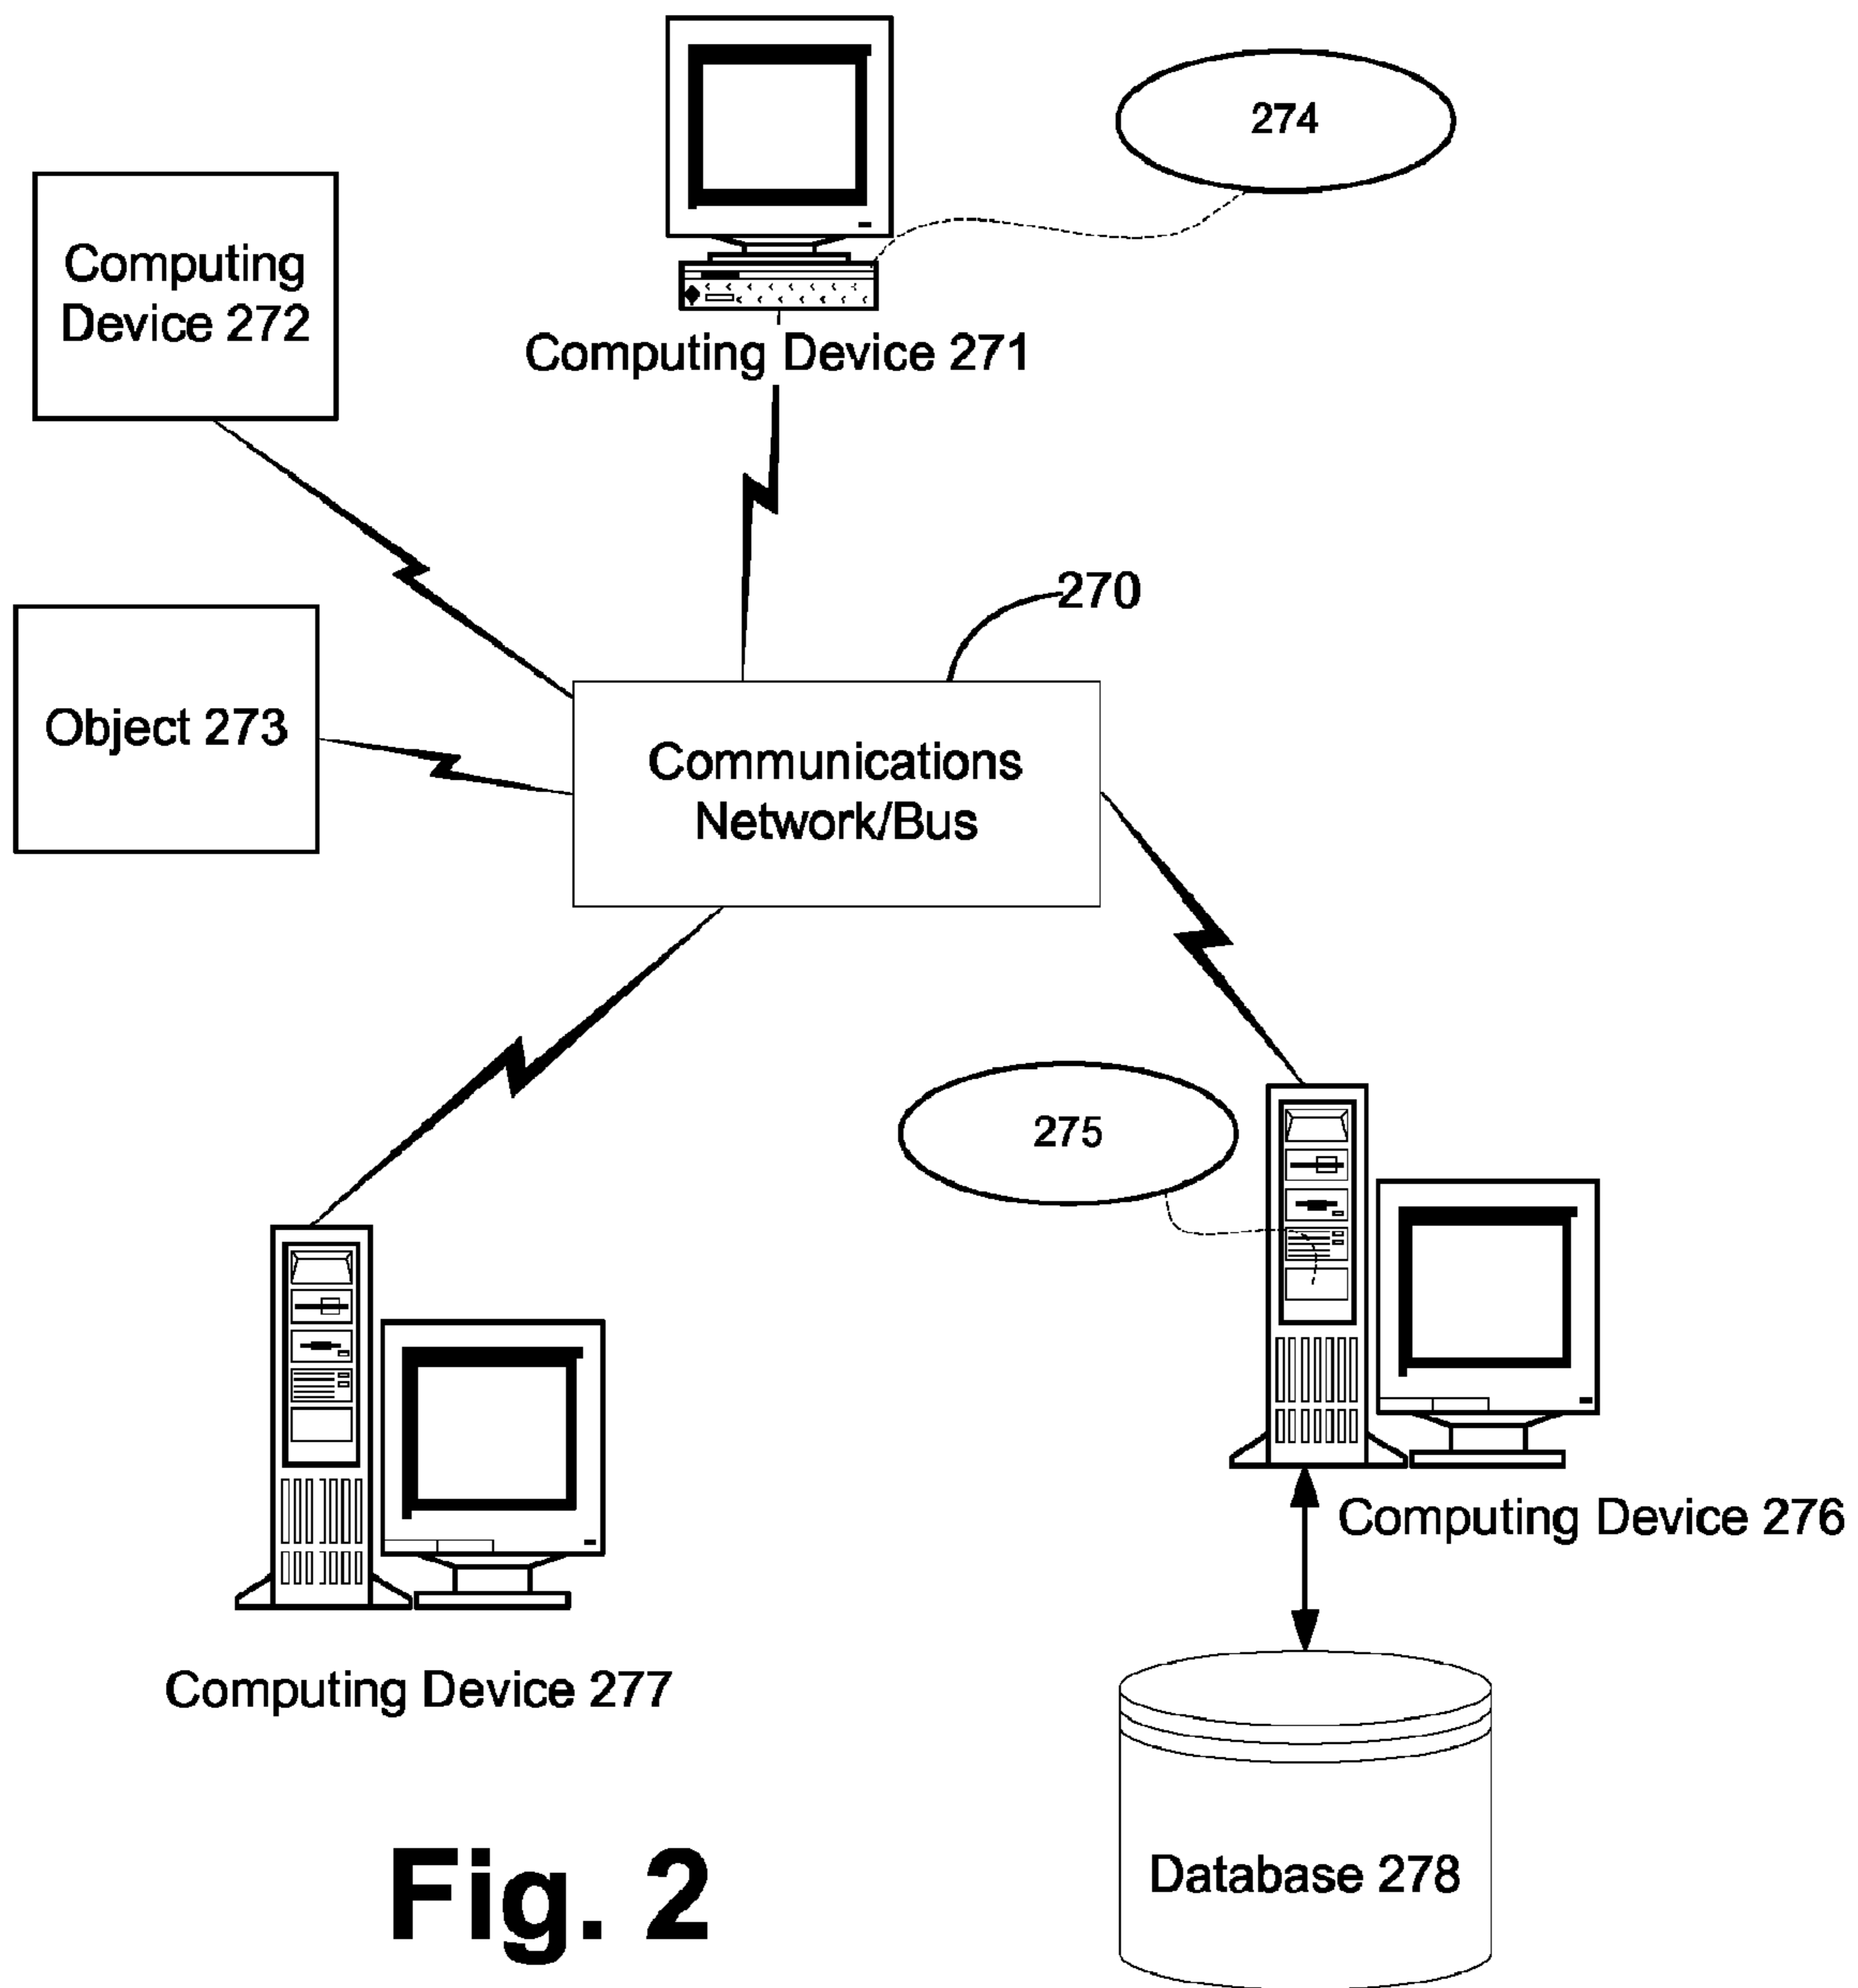 274
Computing
Device 272
Computing Device 271
270
Object 273
Communications
Network/Bus
275
Computing Device 276
Computing Device 277
Database 278
Fig. 2